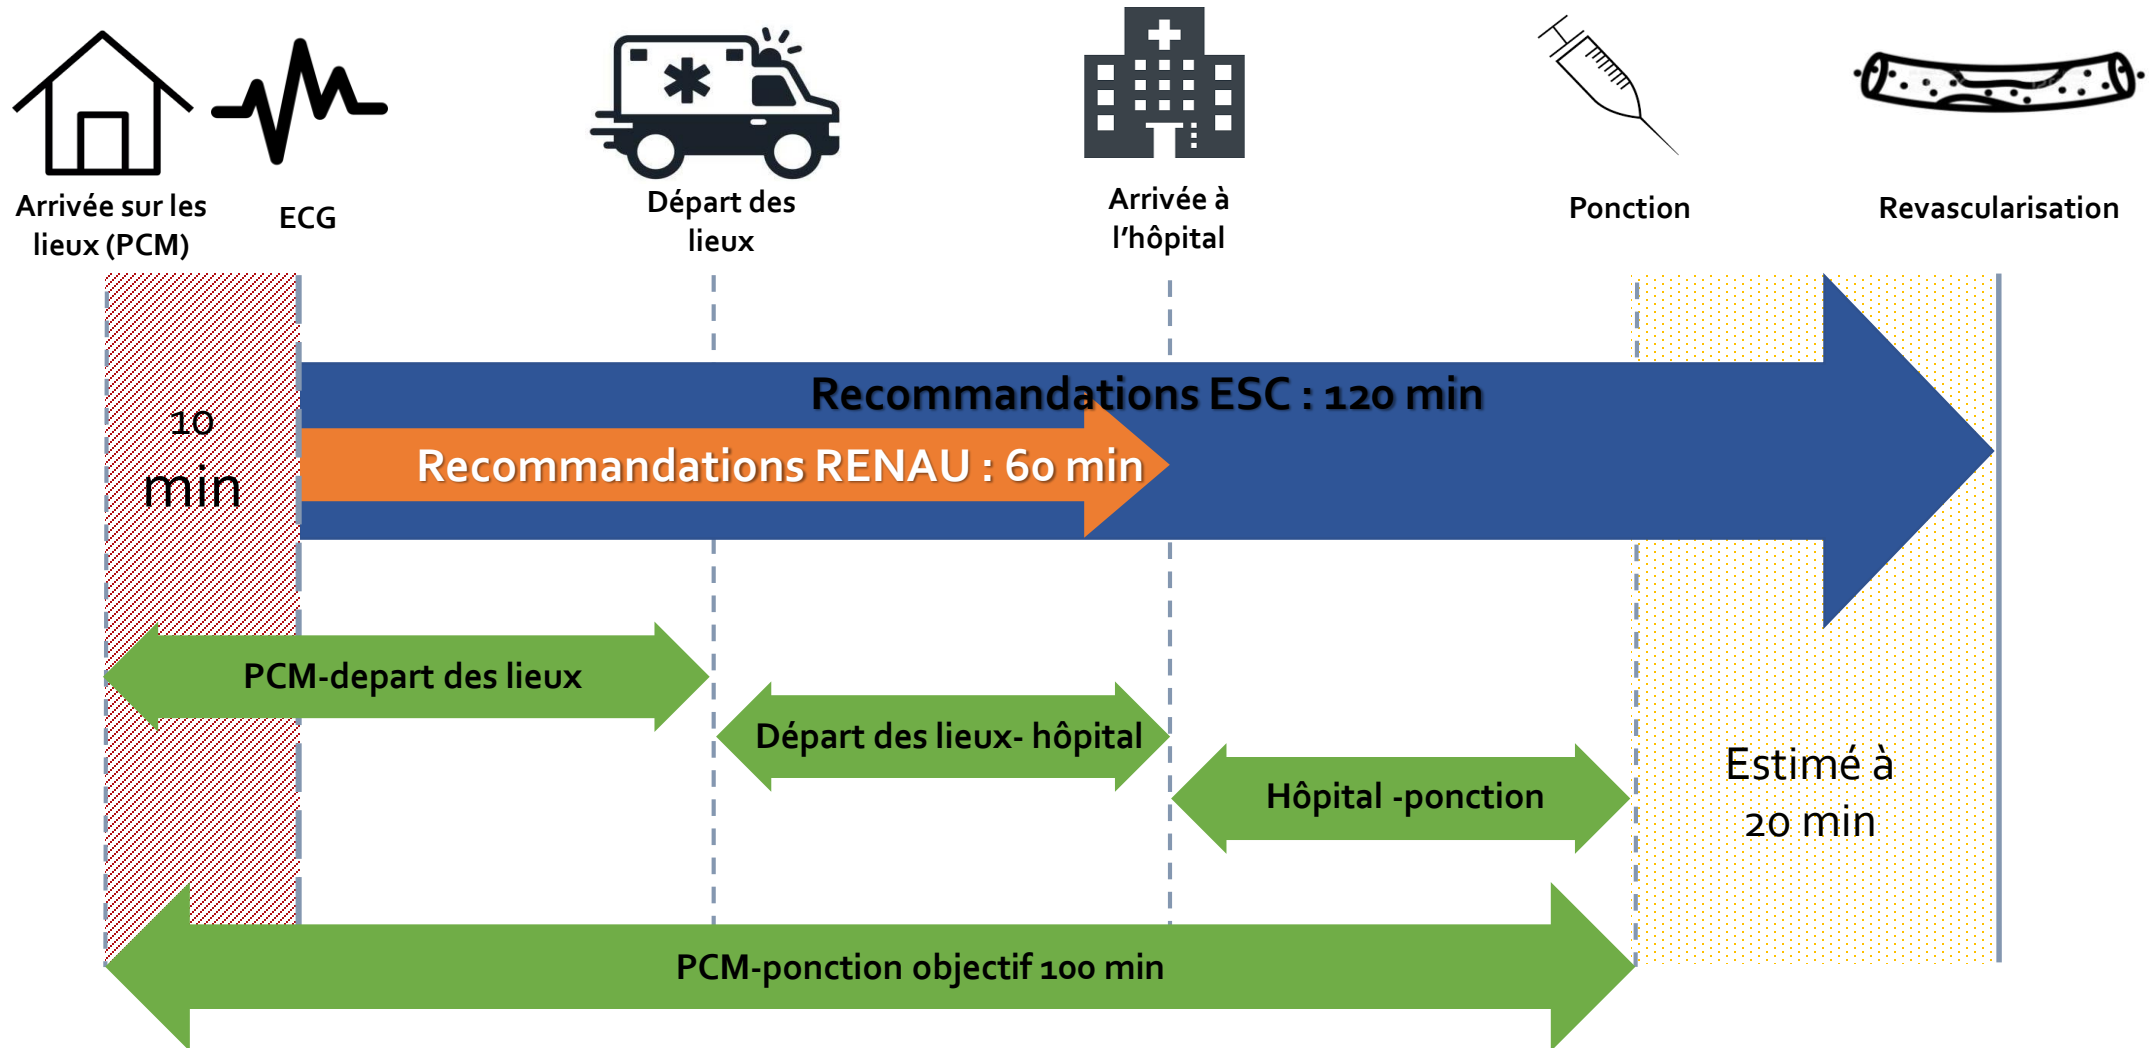 Arrivée sur les
lieux (PCM)
ECG
Départ des
lieux
Arrivée à
l'hôpital
Ponction
Revascularisation
10
min
Recommandations ESC : 120 min
Recommandations RENAU : 60 min
PCM-depart des lieux
Départ des lieux- hôpital
Hôpital -ponction
Estimé à
20 min
PCM-ponction objectif 100 min